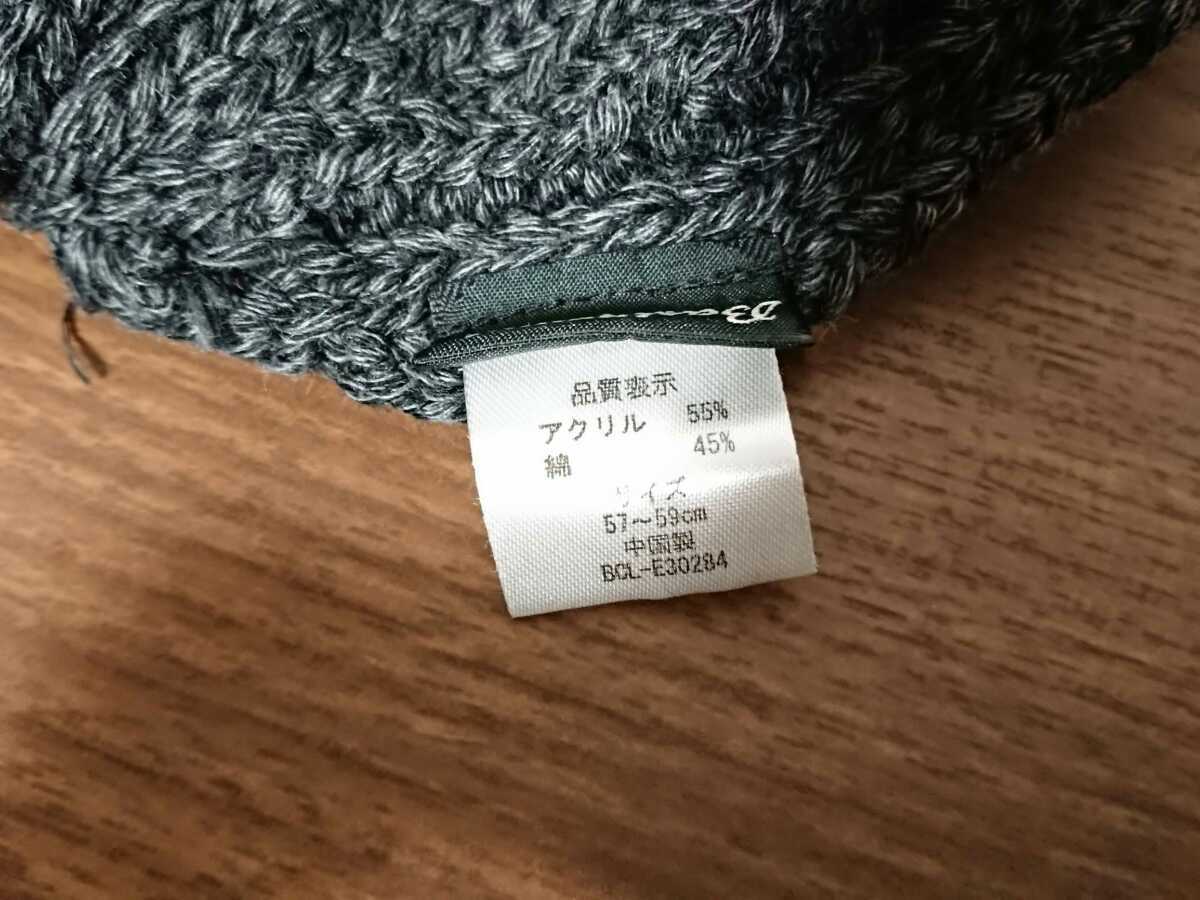 品質表示
アクリル 55%
綿 45%
サイズ
57～59cm
中国製
BCL-E30284